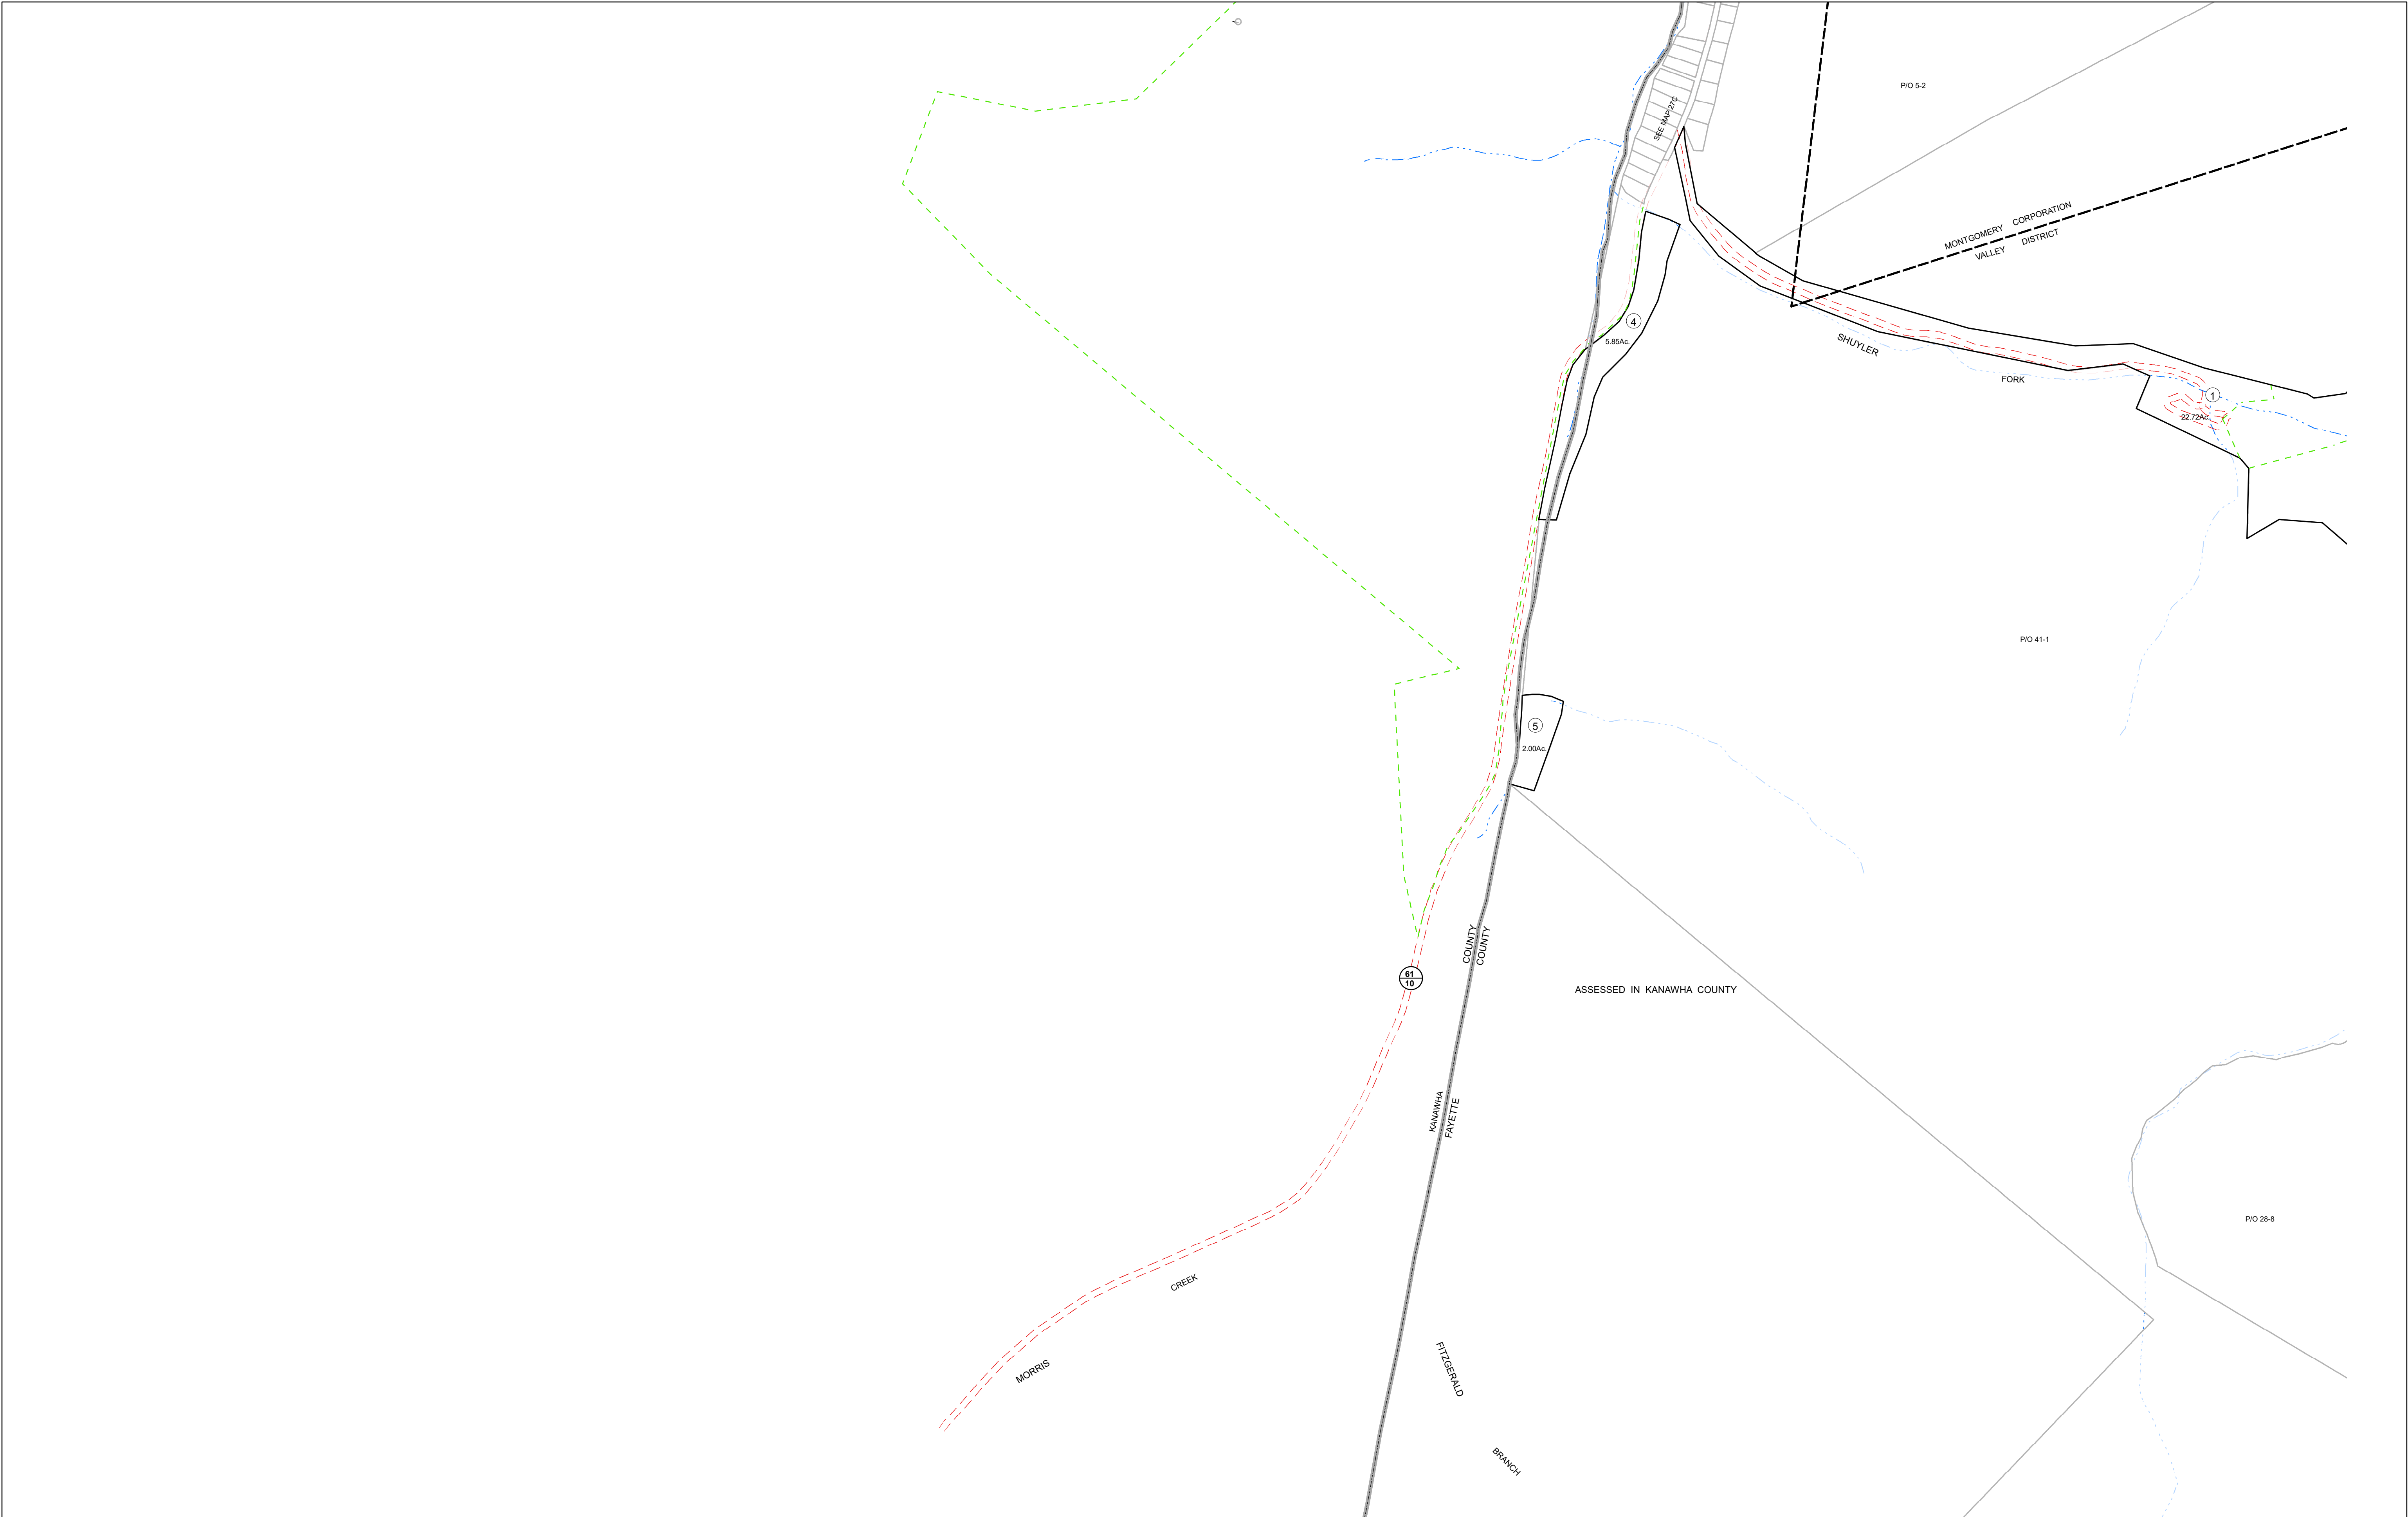 P/O 5-2
SEE MAP 27C
MONTGOMERY CORPORATION
VALLEY DISTRICT
4
5.85Ac.
SHUYLER
FORK
1
22.72Ac.
P/O 41-1
5
2.00Ac.
COUNTY
COUNTY
61
10
ASSESSED IN KANAWHA COUNTY
KANAWHA
FAYETTE
P/O 28-8
CREEK
MORRIS
FITZGERALD
BRANCH